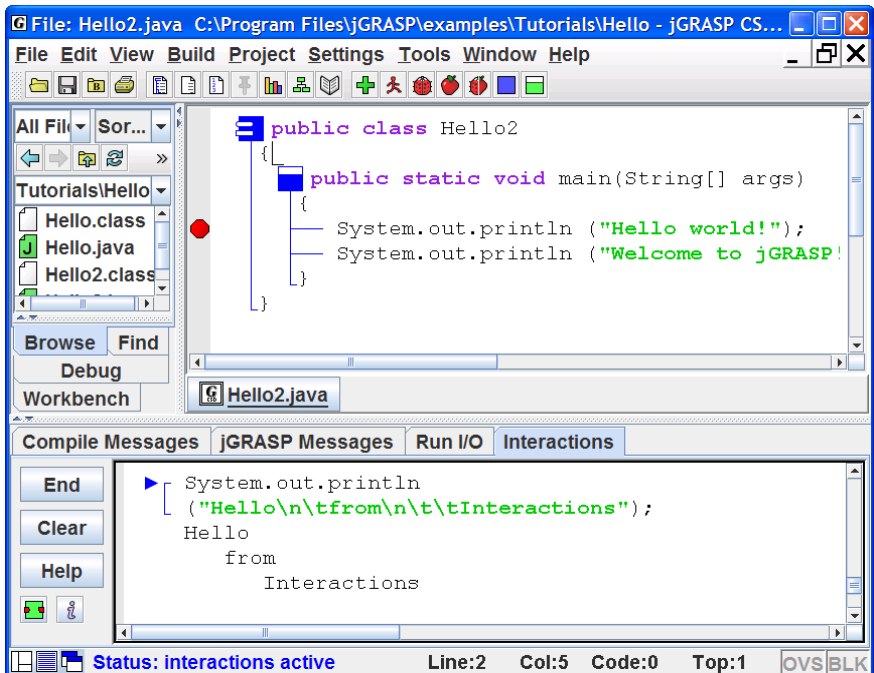 File: Hello2.java  C:\Program Files\jGRASP\examples\Tutorials\Hello - jGRASP CS...
File Edit View Build Project Settings Tools Window Help
All Fil
Sor...
»
Tutorials\Hello
Hello.class
Hello.java
Hello2.class
Browse
Find
Debug
Workbench
public class Hello2
{
public static void main(String[] args)
{
System.out.println ("Hello world!");
System.out.println ("Welcome to jGRASP!
}
}
Hello2.java
Compile Messages
jGRASP Messages
Run I/O
Interactions
End
Clear
Help
System.out.println
("Hello\n\tfrom\n\t\tInteractions");
Hello
from
Interactions
Status: interactions active
Line:2
Col:5
Code:0
Top:1
OVS
BLK